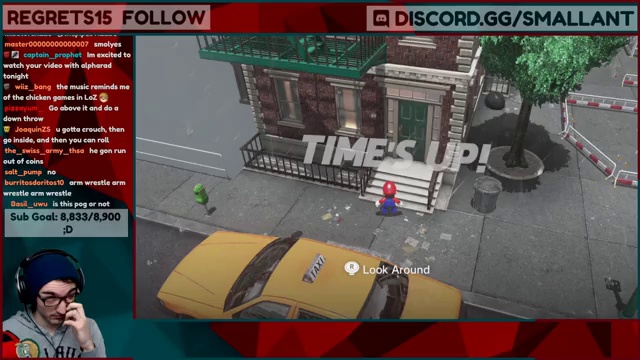 REGRETS15 FOLLOW
DISCORD.GG/SMALLANT
master00000000000007 smolyes
captain_prophet Im excited to
watch your video with alpharad
tonight
wiiz_bang the music reminds me
of the chicken games in LoZ
Go above it and do a
down throw
JoaquinZ5 u gotta crouch, then
go inside, and then you can roll
the_swiss_army_thsa he gon run
out of coins
salt_pump no
burritosdoritos10 arm wrestle arm
wrestle arm wrestle
Basil_uwu is this pog or not
Sub Goal: 8,833/8,900
;D
TIME'S UP!
TAXI
R Look Around